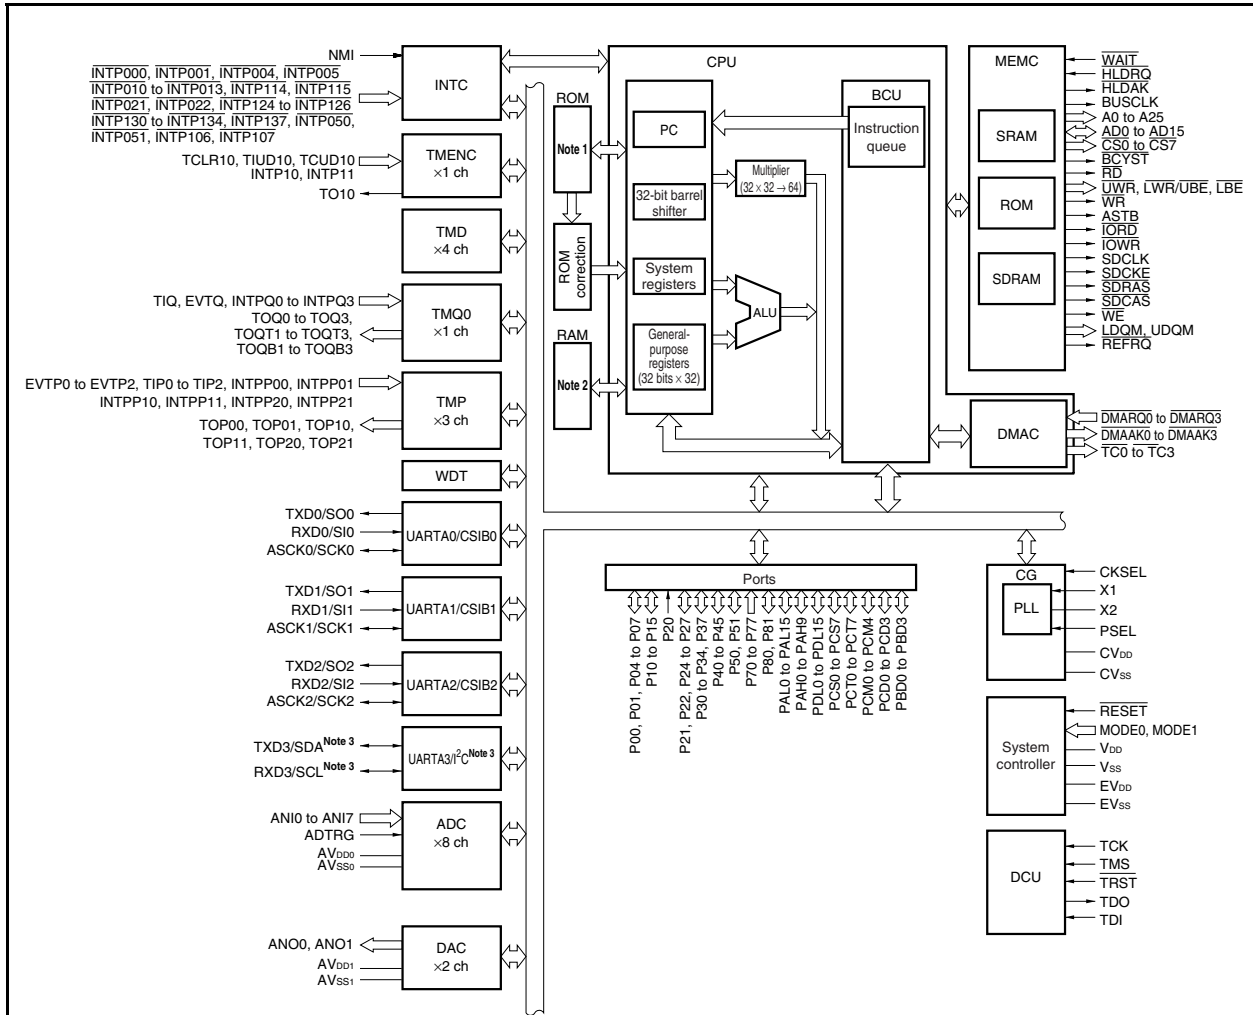 NMI
INTP000, INTP001, INTP004, INTP005
INTP010 to INTP013, INTP114, INTP115
INTP021, INTP022, INTP124 to INTP126
INTP130 to INTP134, INTP137, INTP050,
INTP051, INTP106, INTP107
INTC
TCLR10, TIUD10, TCUD10
INTP10, INTP11
TO10
TMENC
×1 ch
TMD
×4 ch
TIQ, EVTQ, INTPQ0 to INTPQ3
TOQ0 to TOQ3,
TOQT1 to TOQT3,
TOQB1 to TOQB3
TMQ0
×1 ch
EVTP0 to EVTP2, TIP0 to TIP2, INTPP00, INTPP01
INTPP10, INTPP11, INTPP20, INTPP21
TOP00, TOP01, TOP10,
TOP11, TOP20, TOP21
TMP
×3 ch
WDT
TXD0/SO0
RXD0/SI0
ASCK0/SCK0
UARTA0/CSIB0
TXD1/SO1
RXD1/SI1
ASCK1/SCK1
UARTA1/CSIB1
TXD2/SO2
RXD2/SI2
ASCK2/SCK2
UARTA2/CSIB2
TXD3/SDA Note 3
RXD3/SCL Note 3
UARTA3/I²C Note 3
ANI0 to ANI7
ADTRG
AVDD0
AVSS0
ADC
×8 ch
ANO0, ANO1
AVDD1
AVSS1
DAC
×2 ch
ROM
Note 1
ROM
correction
RAM
Note 2
CPU
PC
32-bit barrel
shifter
System
registers
General-
purpose
registers
(32 bits × 32)
Multiplier
(32 × 32 → 64)
ALU
BCU
Instruction
queue
MEMC
SRAM
ROM
SDRAM
WAIT
HLDRQ
HLDAK
BUSCLK
A0 to A25
AD0 to AD15
CS0 to CS7
BCYST
RD
UWR, LWR/UBE, LBE
WR
ASTB
IORD
IOWR
SDCLK
SDCKE
SDRAS
SDCAS
WE
LDQM, UDQM
REFRQ
DMAC
DMARQ0 to DMARQ3
DMAAK0 to DMAAK3
TC0 to TC3
Ports
P00, P01, P04 to P07
P10 to P15
P20
P21, P22, P24 to P27
P30 to P34, P37
P40 to P45
P50, P51
P70 to P77
P80, P81
PAL0 to PAL15
PAH0 to PAH9
PDL0 to PDL15
PCS0 to PCS7
PCT0 to PCT7
PCM0 to PCM4
PCD0 to PCD3
PBD0 to PBD3
CG
PLL
CKSEL
X1
X2
PSEL
CVDD
CVSS
System
controller
RESET
MODE0, MODE1
VDD
VSS
EVDD
EVSS
DCU
TCK
TMS
TRST
TDO
TDI